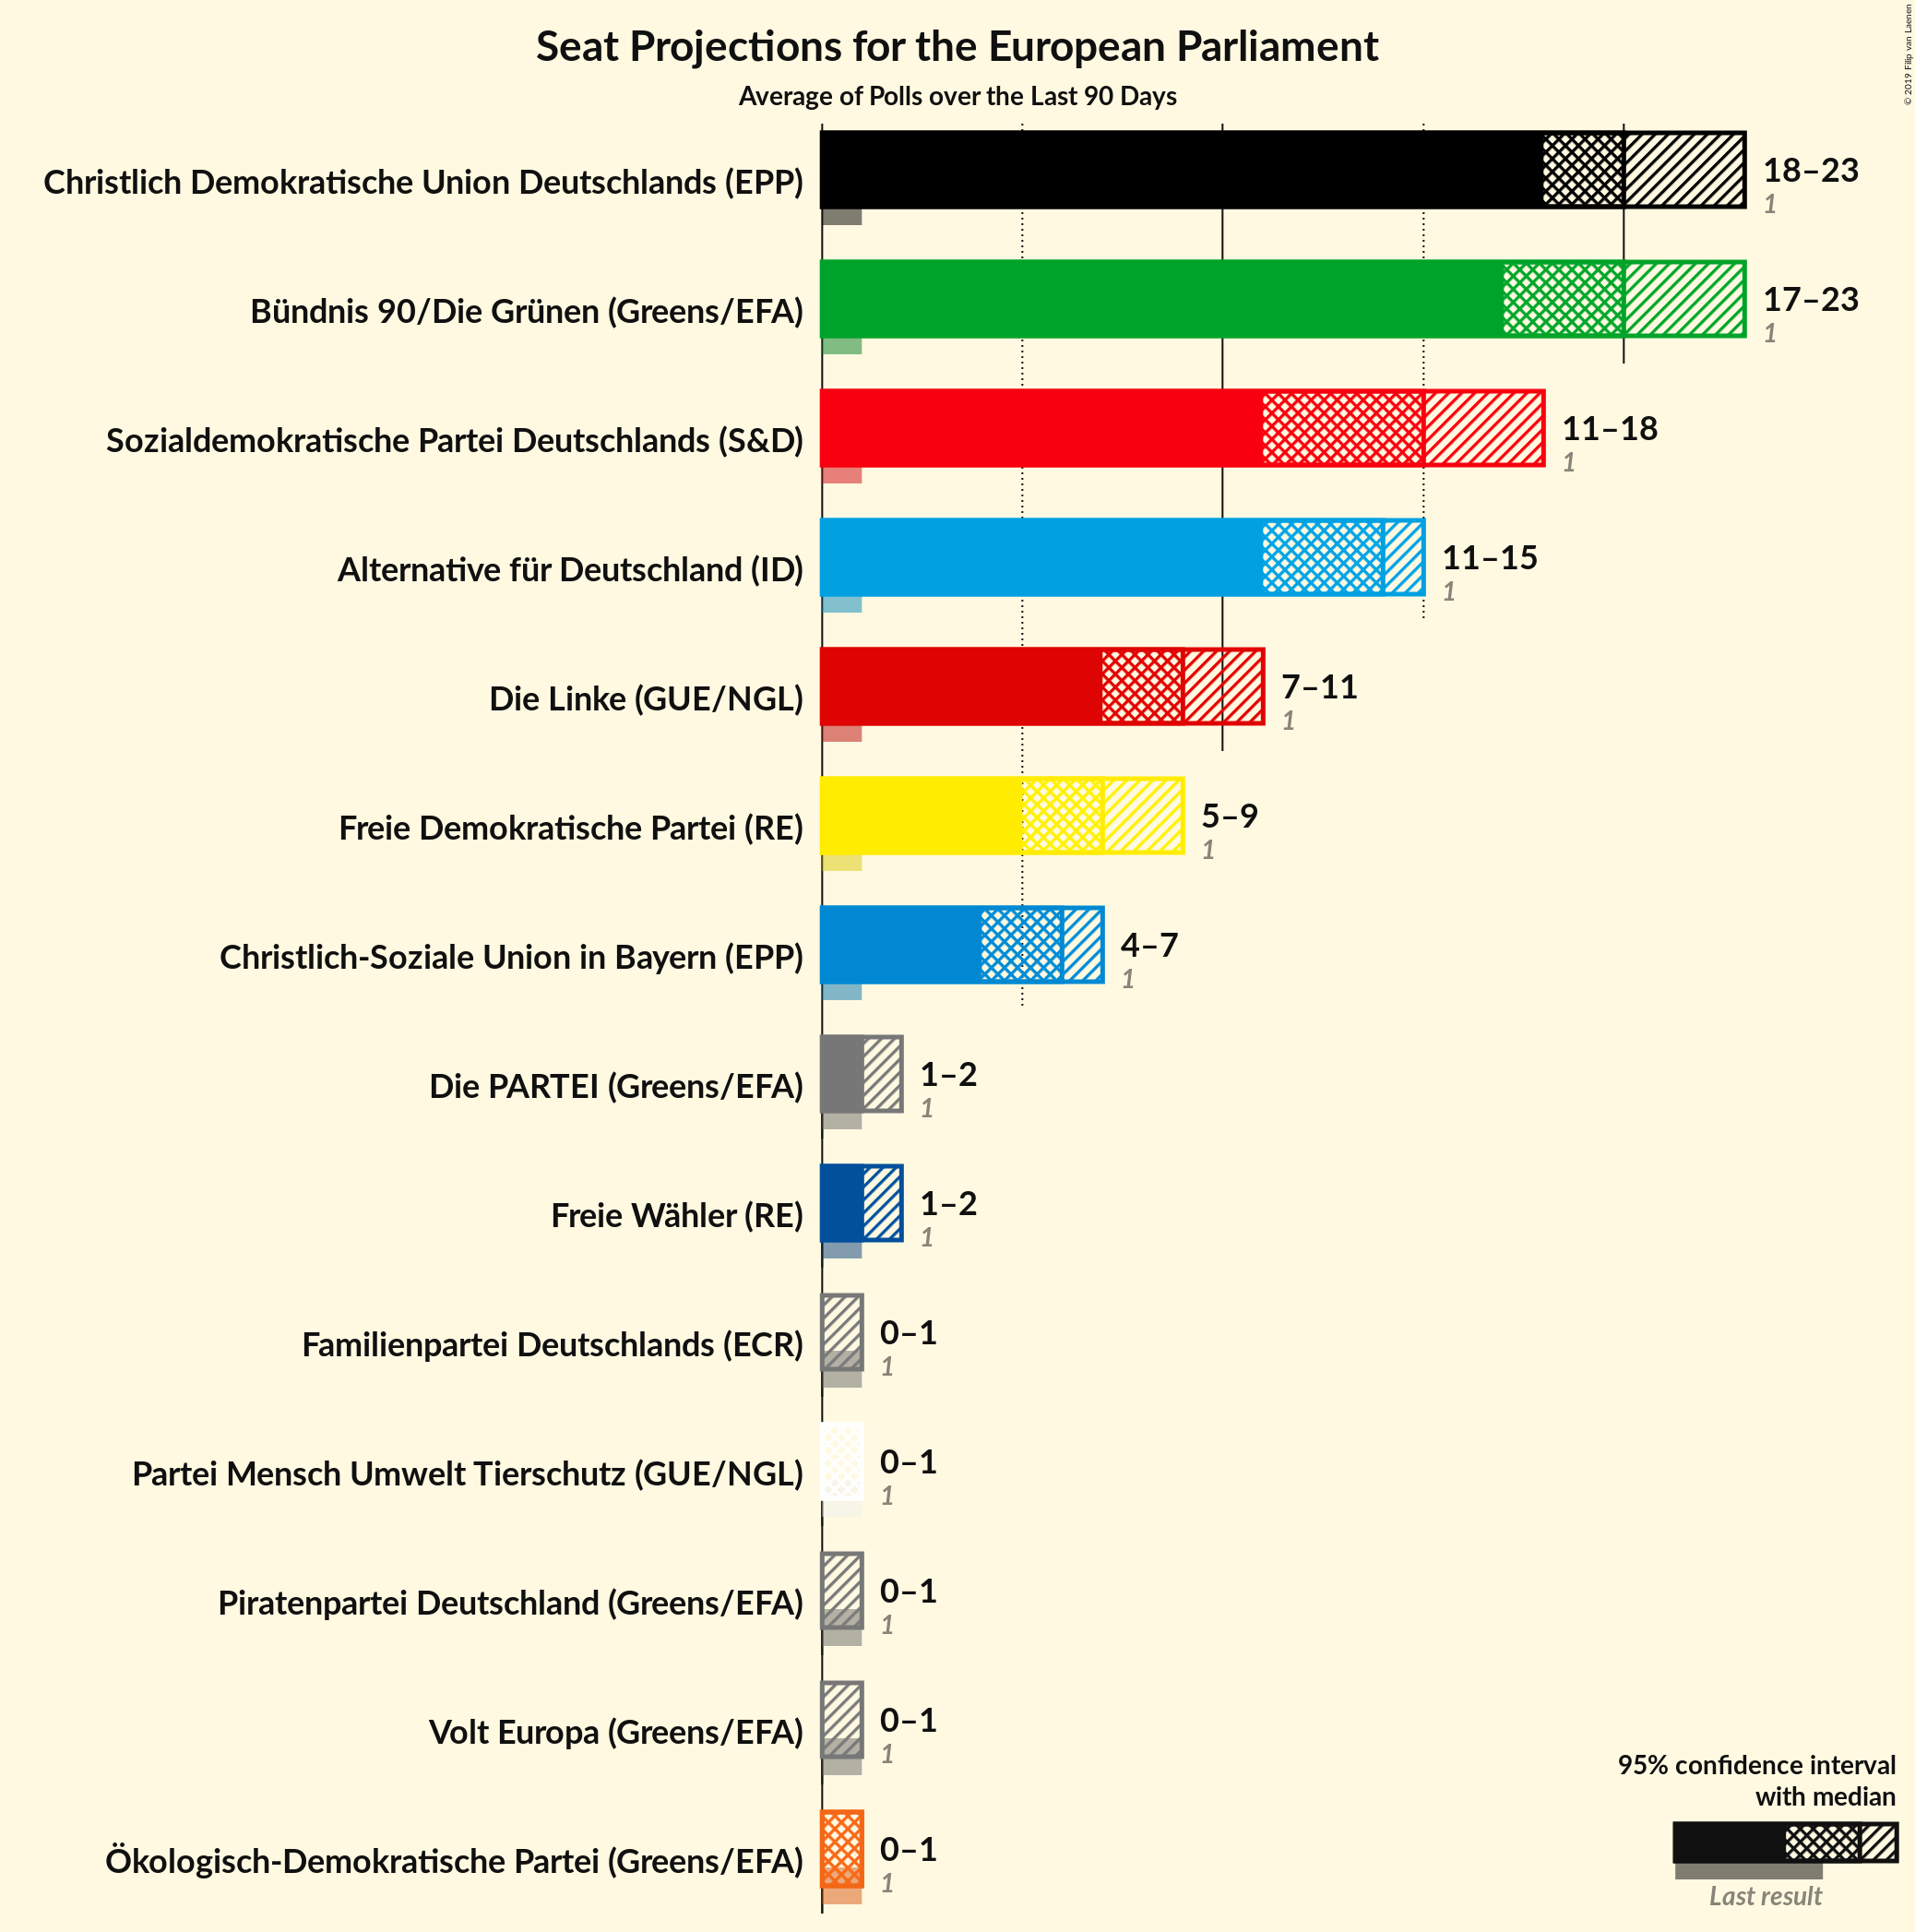 Seat Projections for the European Parliament
Average of Polls over the Last 90 Days
© 2019 Filip van Laenen
Christlich Demokratische Union Deutschlands (EPP)
18–23
1
Bündnis 90/Die Grünen (Greens/EFA)
17–23
1
Sozialdemokratische Partei Deutschlands (S&D)
11–18
1
Alternative für Deutschland (ID)
11–15
1
Die Linke (GUE/NGL)
7–11
1
Freie Demokratische Partei (RE)
5–9
1
Christlich-Soziale Union in Bayern (EPP)
4–7
1
Die PARTEI (Greens/EFA)
1–2
1
Freie Wähler (RE)
1–2
1
Familienpartei Deutschlands (ECR)
0–1
1
Partei Mensch Umwelt Tierschutz (GUE/NGL)
0–1
1
Piratenpartei Deutschland (Greens/EFA)
0–1
1
Volt Europa (Greens/EFA)
0–1
1
Ökologisch-Demokratische Partei (Greens/EFA)
0–1
1
95% confidence interval
with median
Last result